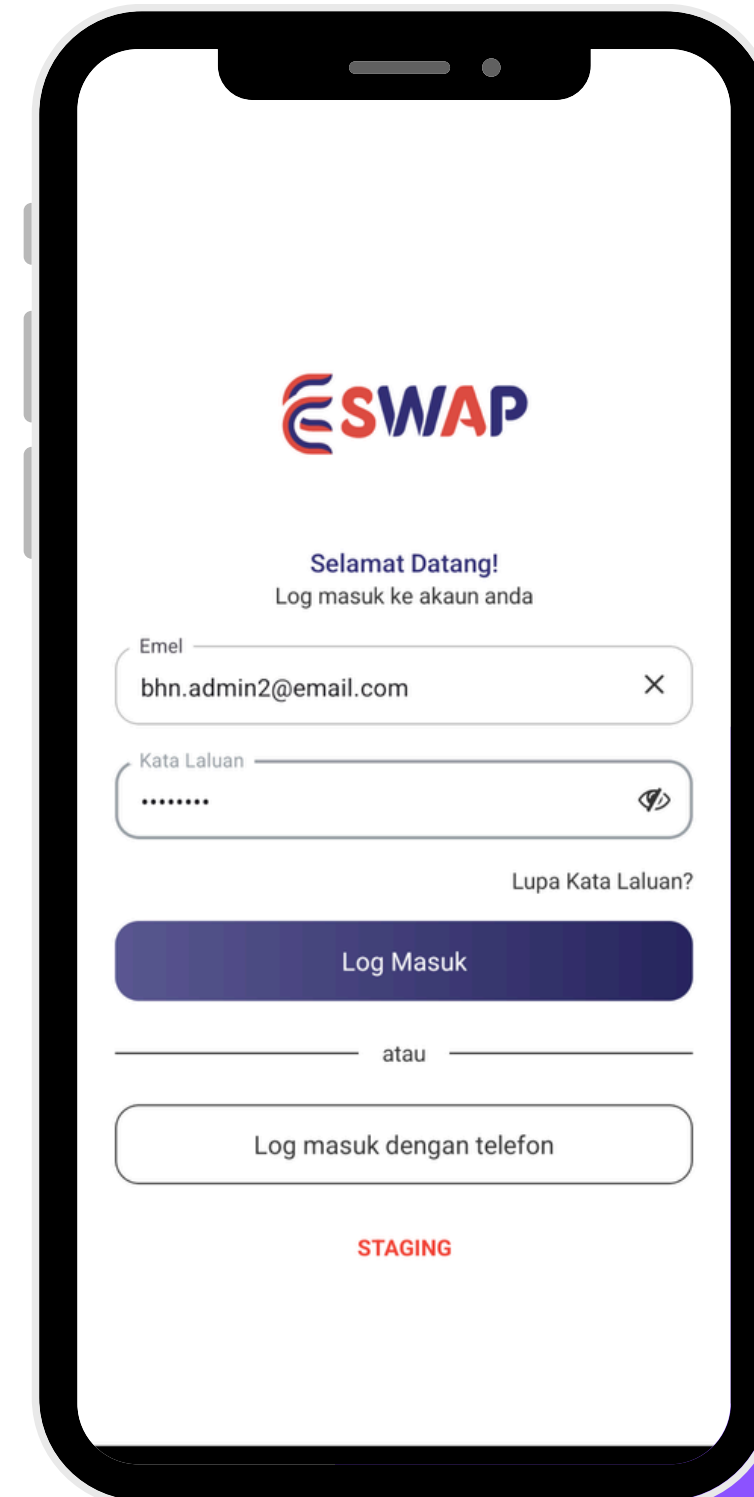 ESWAP
Selamat Datang!
Log masuk ke akaun anda
Emel
bhn.admin2@email.com
Kata Laluan
••••••••
Lupa Kata Laluan?
Log Masuk
atau
Log masuk dengan telefon
STAGING